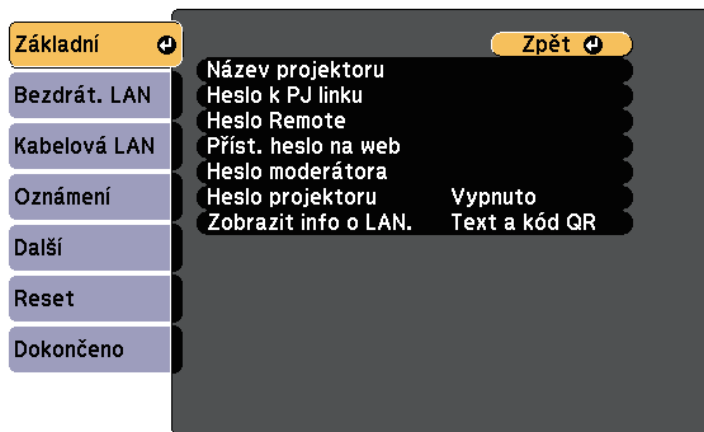 Základní
Bezdrát. LAN
Kabelová LAN
Oznámení
Další
Reset
Dokončeno
Zpět
Název projektoru
Heslo k PJ linku
Heslo Remote
Příst. heslo na web
Heslo moderátora
Heslo projektoru Vypnuto
Zobrazit info o LAN. Text a kód QR